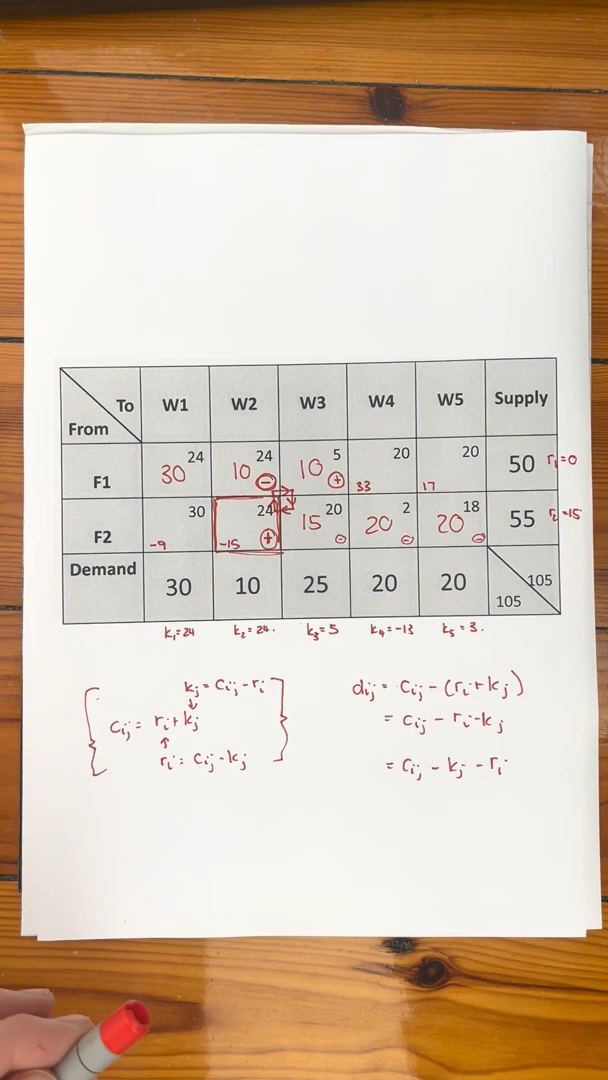 To W1 W2 W3 W4 W5 Supply
From
24 24 5 20 20
F1 30 10 − 10 + 33 17 50 r₁=0
30 24 20 2 18
F2 -9 -15 + 15 − 20 − 20 − 55 r₂=15
Demand 30 10 25 20 20 105
105
k₁=24 k₂=24. k₃=5 k₄=-13 k₅=3.
kⱼ = cᵢⱼ - rᵢ
cᵢⱼ = rᵢ + kⱼ
rᵢ = cᵢⱼ - kⱼ
dᵢⱼ = cᵢⱼ - (rᵢ + kⱼ)
= cᵢⱼ - rᵢ - kⱼ
= cᵢⱼ - kⱼ - rᵢ